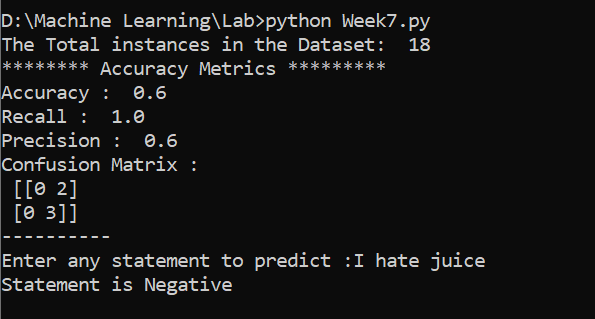 D:\Machine Learning\Lab>python Week7.py
The Total instances in the Dataset:  18
******** Accuracy Metrics *********
Accuracy :  0.6
Recall :  1.0
Precision :  0.6
Confusion Matrix :
 [[0 2]
 [0 3]]
----------
Enter any statement to predict :I hate juice
Statement is Negative